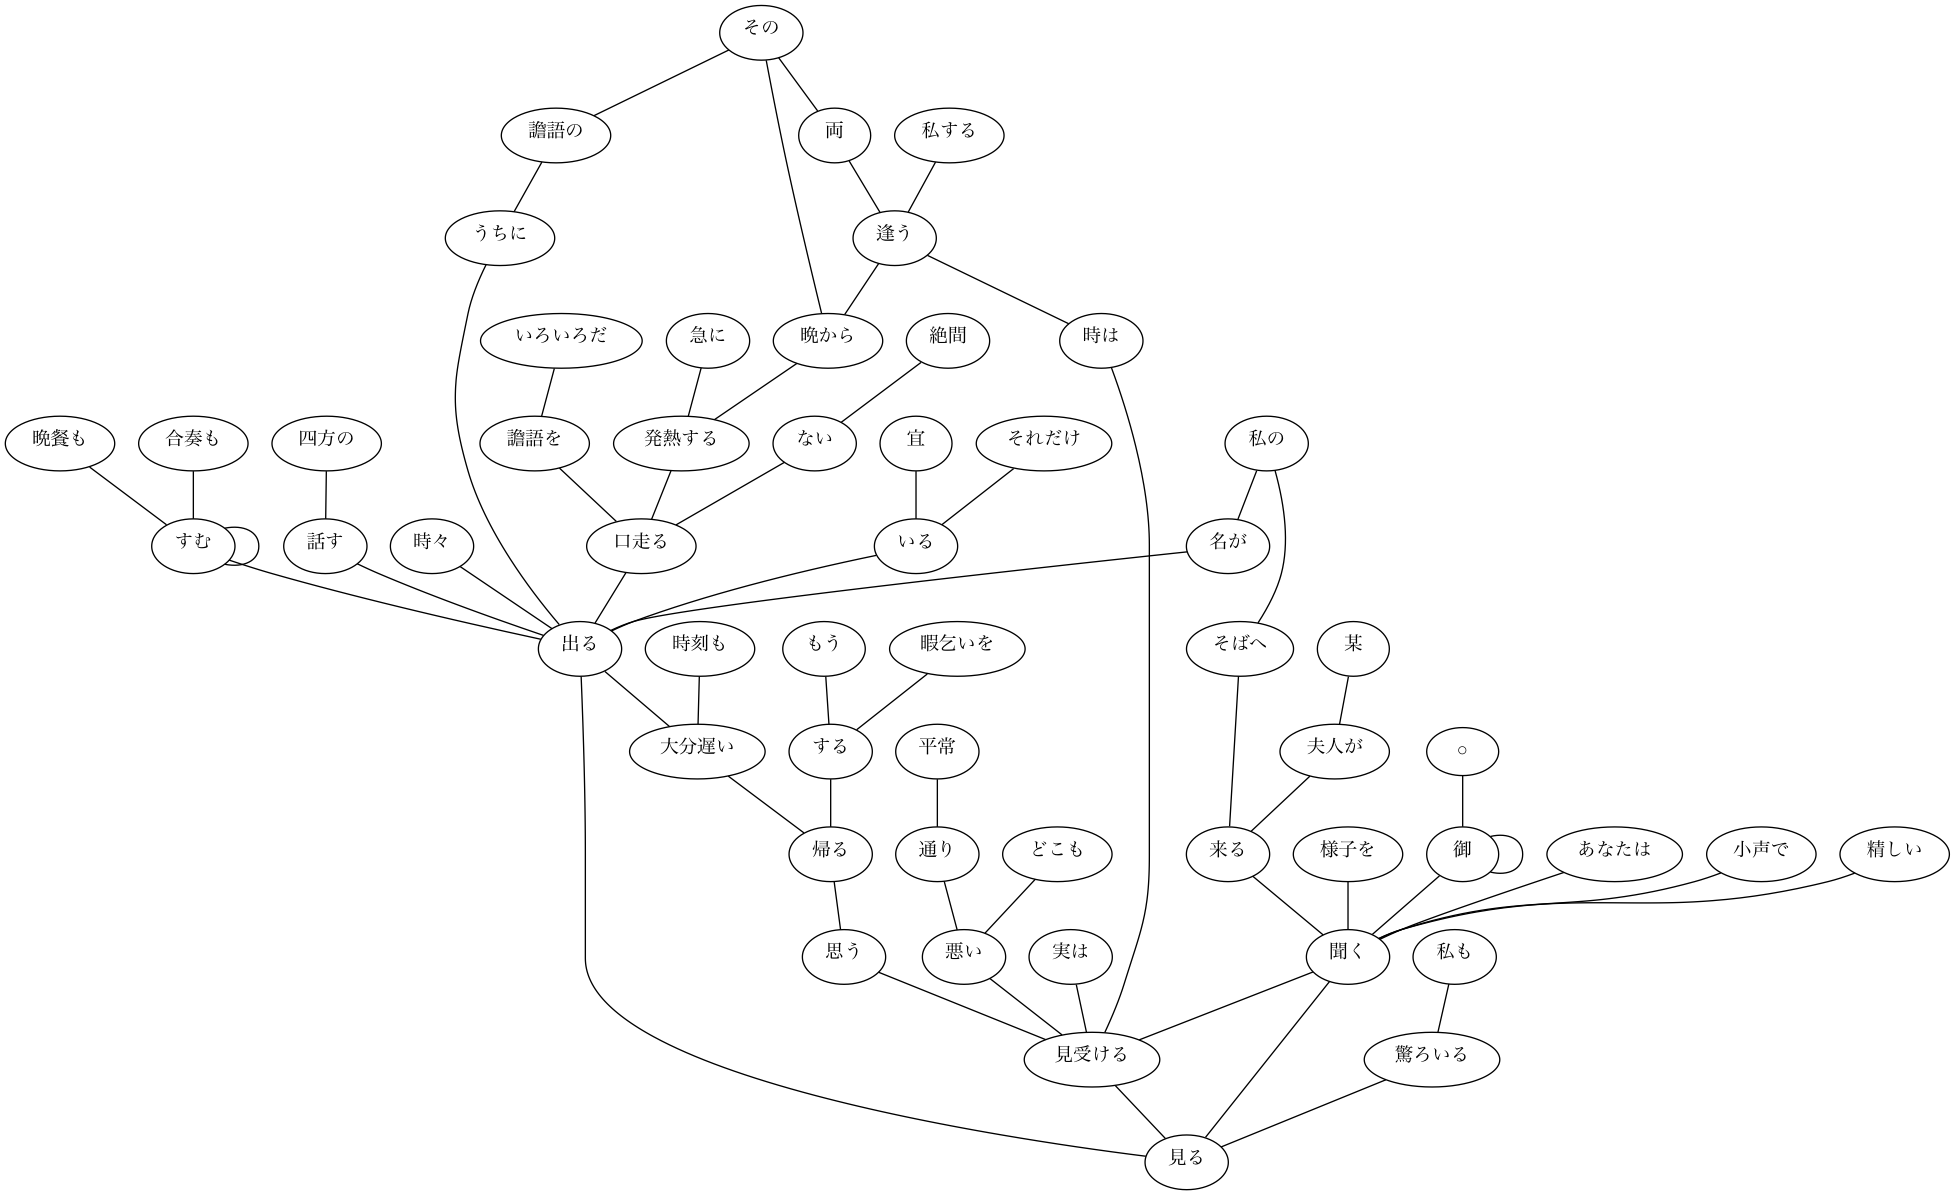 その
譫語の
両
私する
うちに
逢う
いろいろだ
急に
晩から
絶間
時は
晩餐も
合奏も
四方の
譫語を
発熱する
ない
宜
それだけ
私の
すむ
話す
時々
口走る
いる
名が
出る
時刻も
もう
暇乞いを
そばへ
某
大分遅い
する
平常
夫人が
○
帰る
通り
どこも
来る
様子を
御
あなたは
小声で
精しい
思う
悪い
実は
聞く
私も
見受ける
驚ろいる
見る